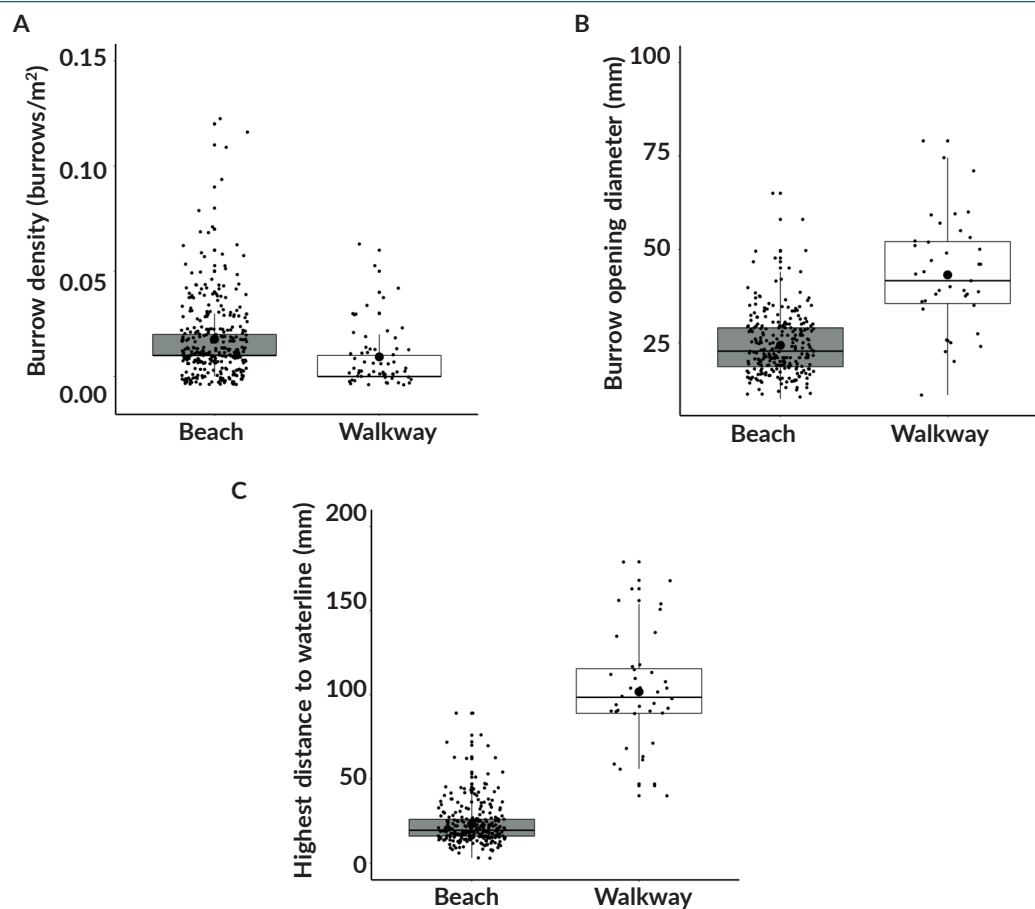 A
Burrow density (burrows/m²)
0.15
0.10
0.05
0.00
Beach Walkway
B
Burrow opening diameter (mm)
100
75
50
25
Beach Walkway
C
Highest distance to waterline (mm)
200
150
100
50
0
Beach Walkway